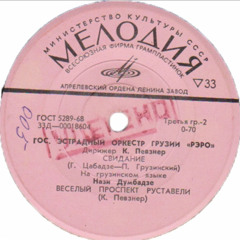 МИНИСТЕРСТВО КУЛЬТУРЫ СССР
МЕЛОДИЯ
ВСЕСОЮЗНАЯ ФИРМА ГРАМПЛАСТИНОК
АПРЕЛЕВСКИЙ ОРДЕНА ЛЕНИНА ЗАВОД
▽33
ГОСТ 5289-68
33Д—00018604
Третья гр.-2
0-70
ГОС. ЭСТРАДНЫЙ ОРКЕСТР ГРУЗИИ «РЭРО»
Дирижер К. Певзнер
СВИДАНИЕ
(Г. Цабадзе—П. Грузинский)
На грузинском языке
Нани Думбадзе
ВЕСЕЛЫЙ ПРОСПЕКТ РУСТАВЕЛИ
(К. Певзнер)